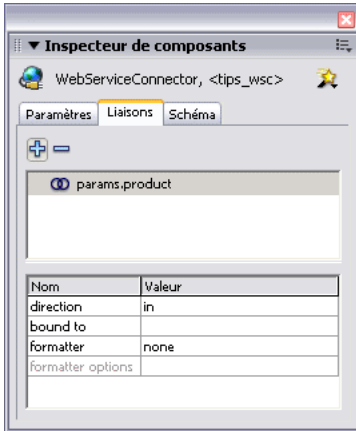 Inspecteur de composants
WebServiceConnector, <tips_wsc>
Paramètres Liaisons Schéma
params.product
Nom Valeur
direction in
bound to
formatter none
formatter options